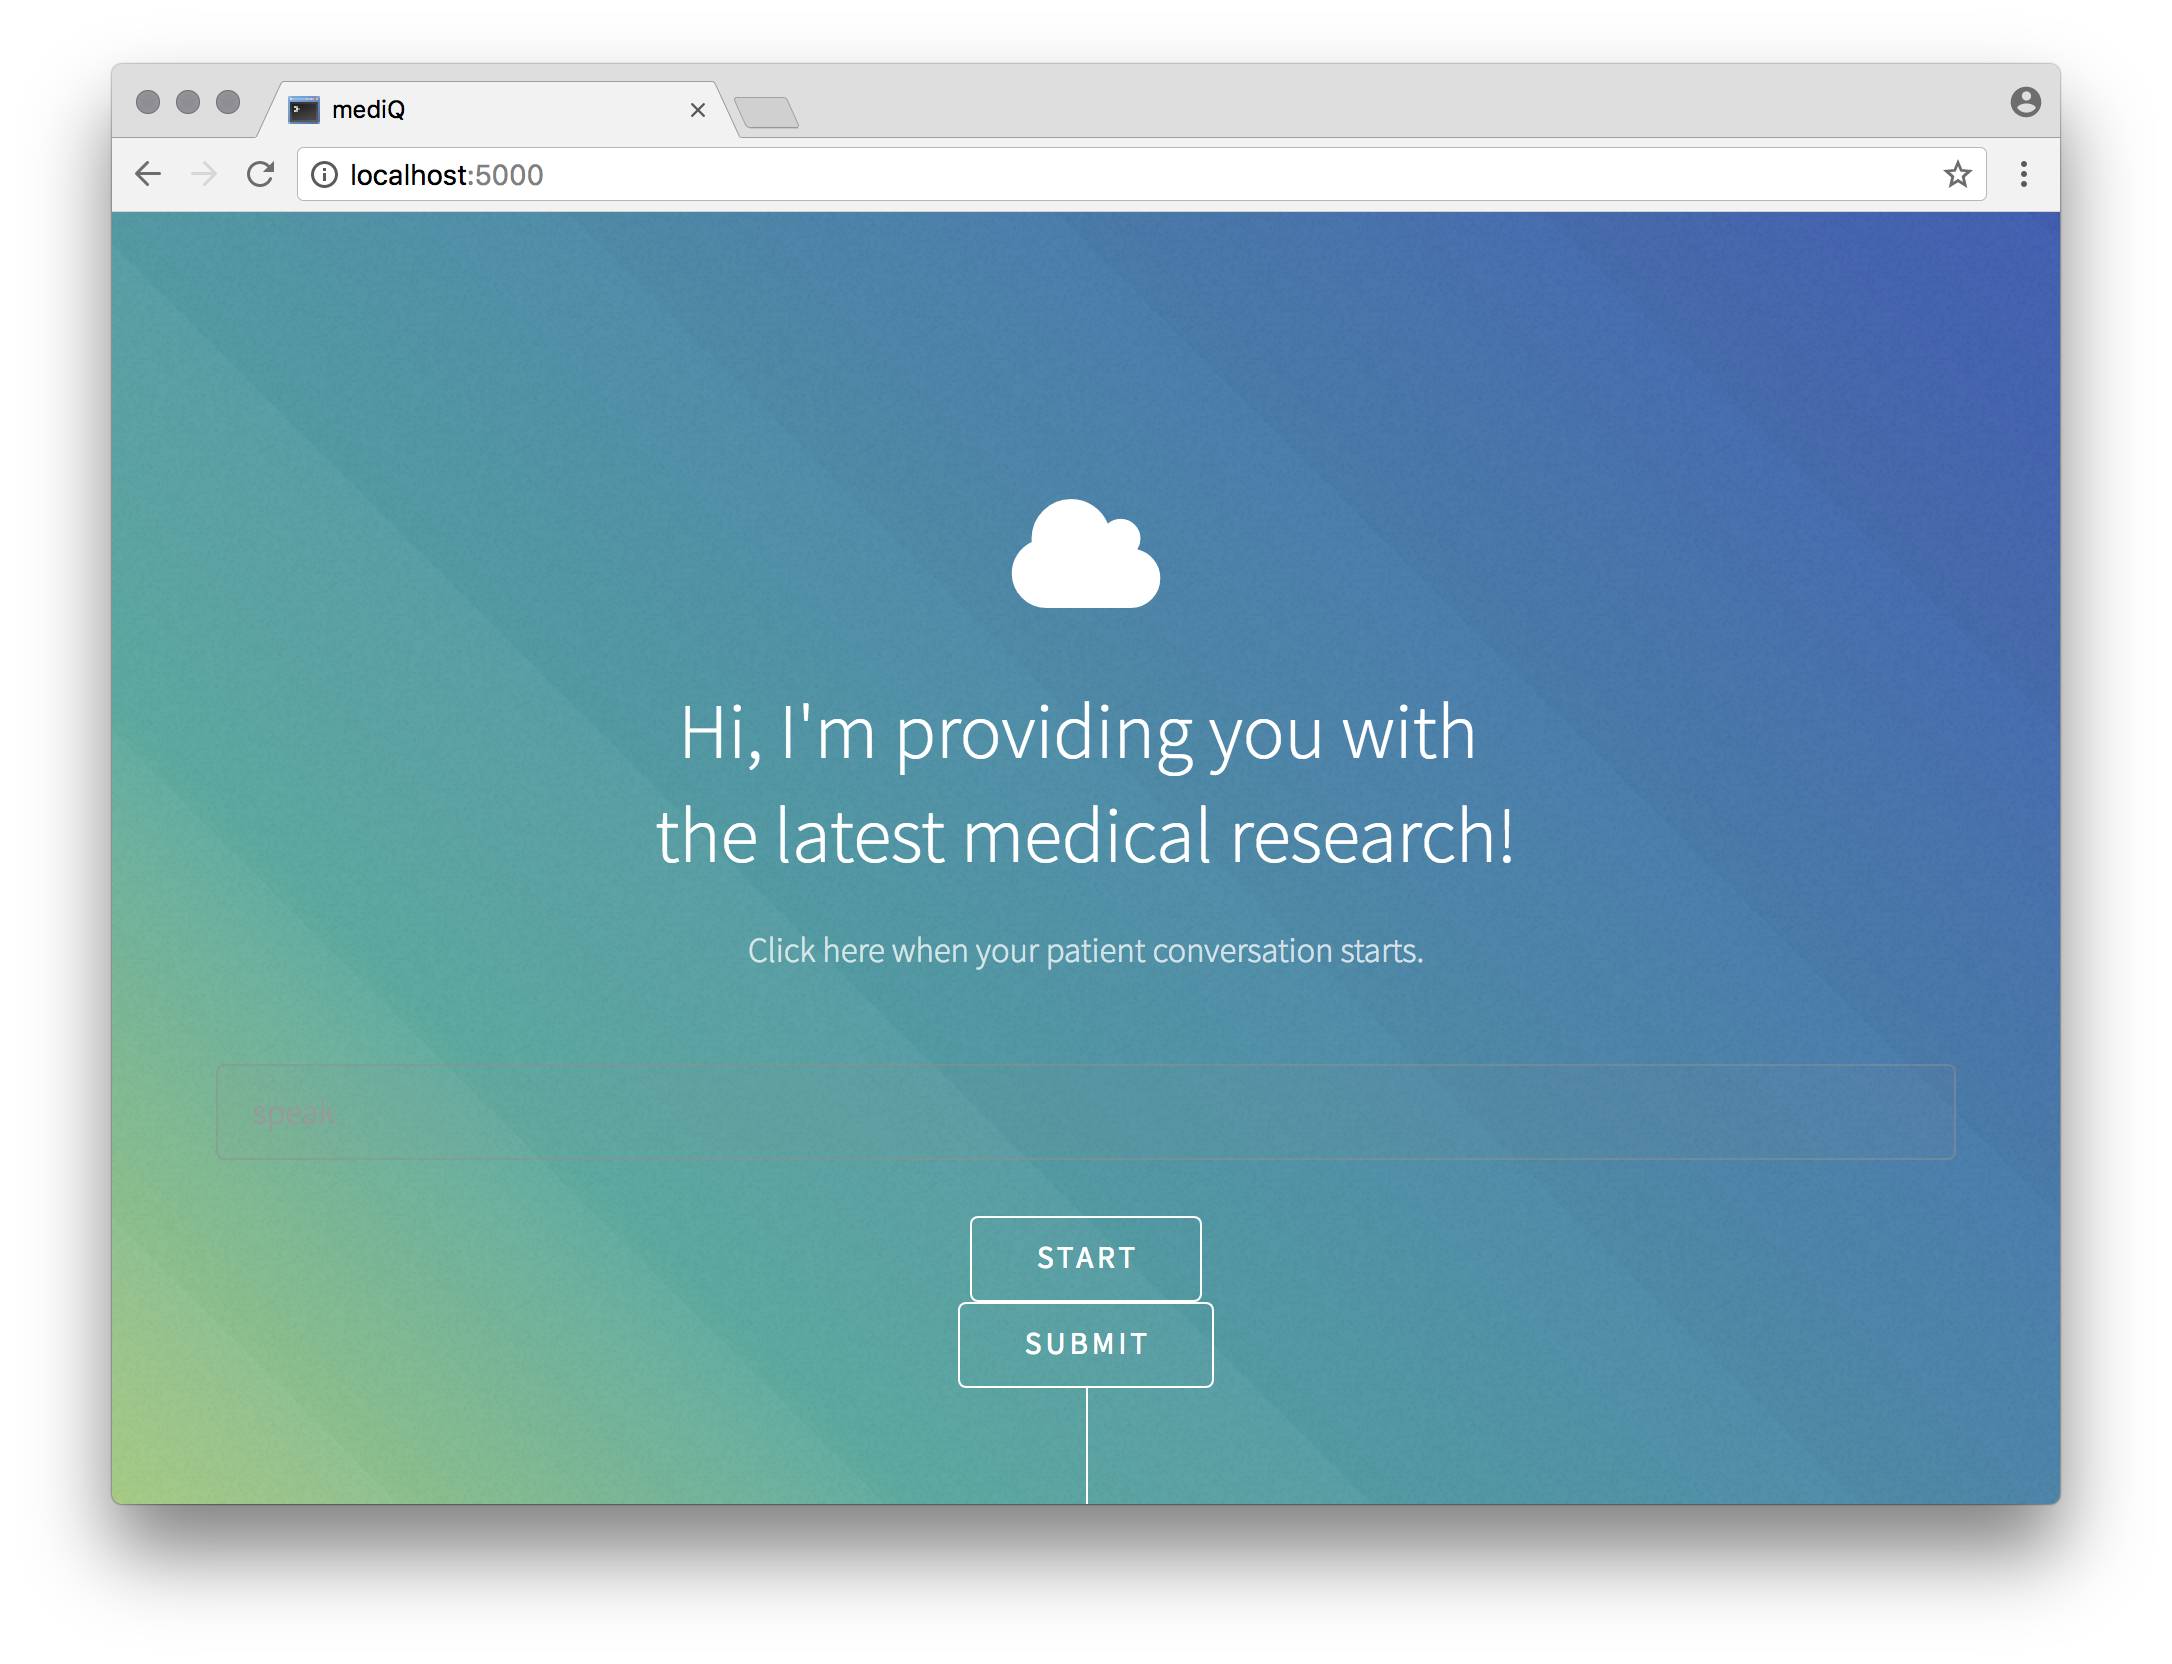 mediQ
localhost:5000
Hi, I'm providing you with
the latest medical research!
Click here when your patient conversation starts.
speak
START
SUBMIT